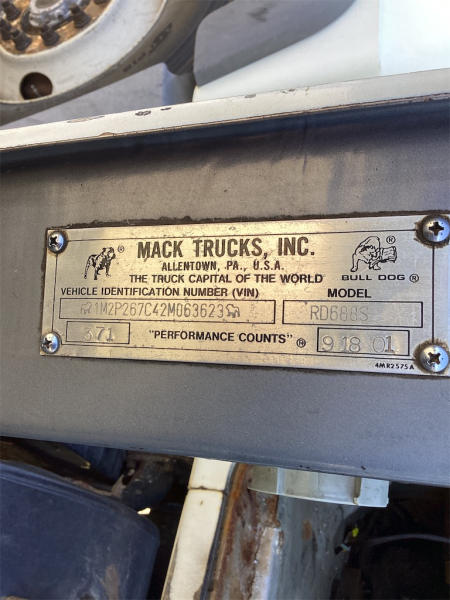 MACK TRUCKS, INC.
ALLENTOWN, PA., U.S.A.
THE TRUCK CAPITAL OF THE WORLD
BULL DOG ®
VEHICLE IDENTIFICATION NUMBER (VIN) MODEL
1M2P267C42M063623 RD688S
371 "PERFORMANCE COUNTS" ® 9 18 01
4MR2575A